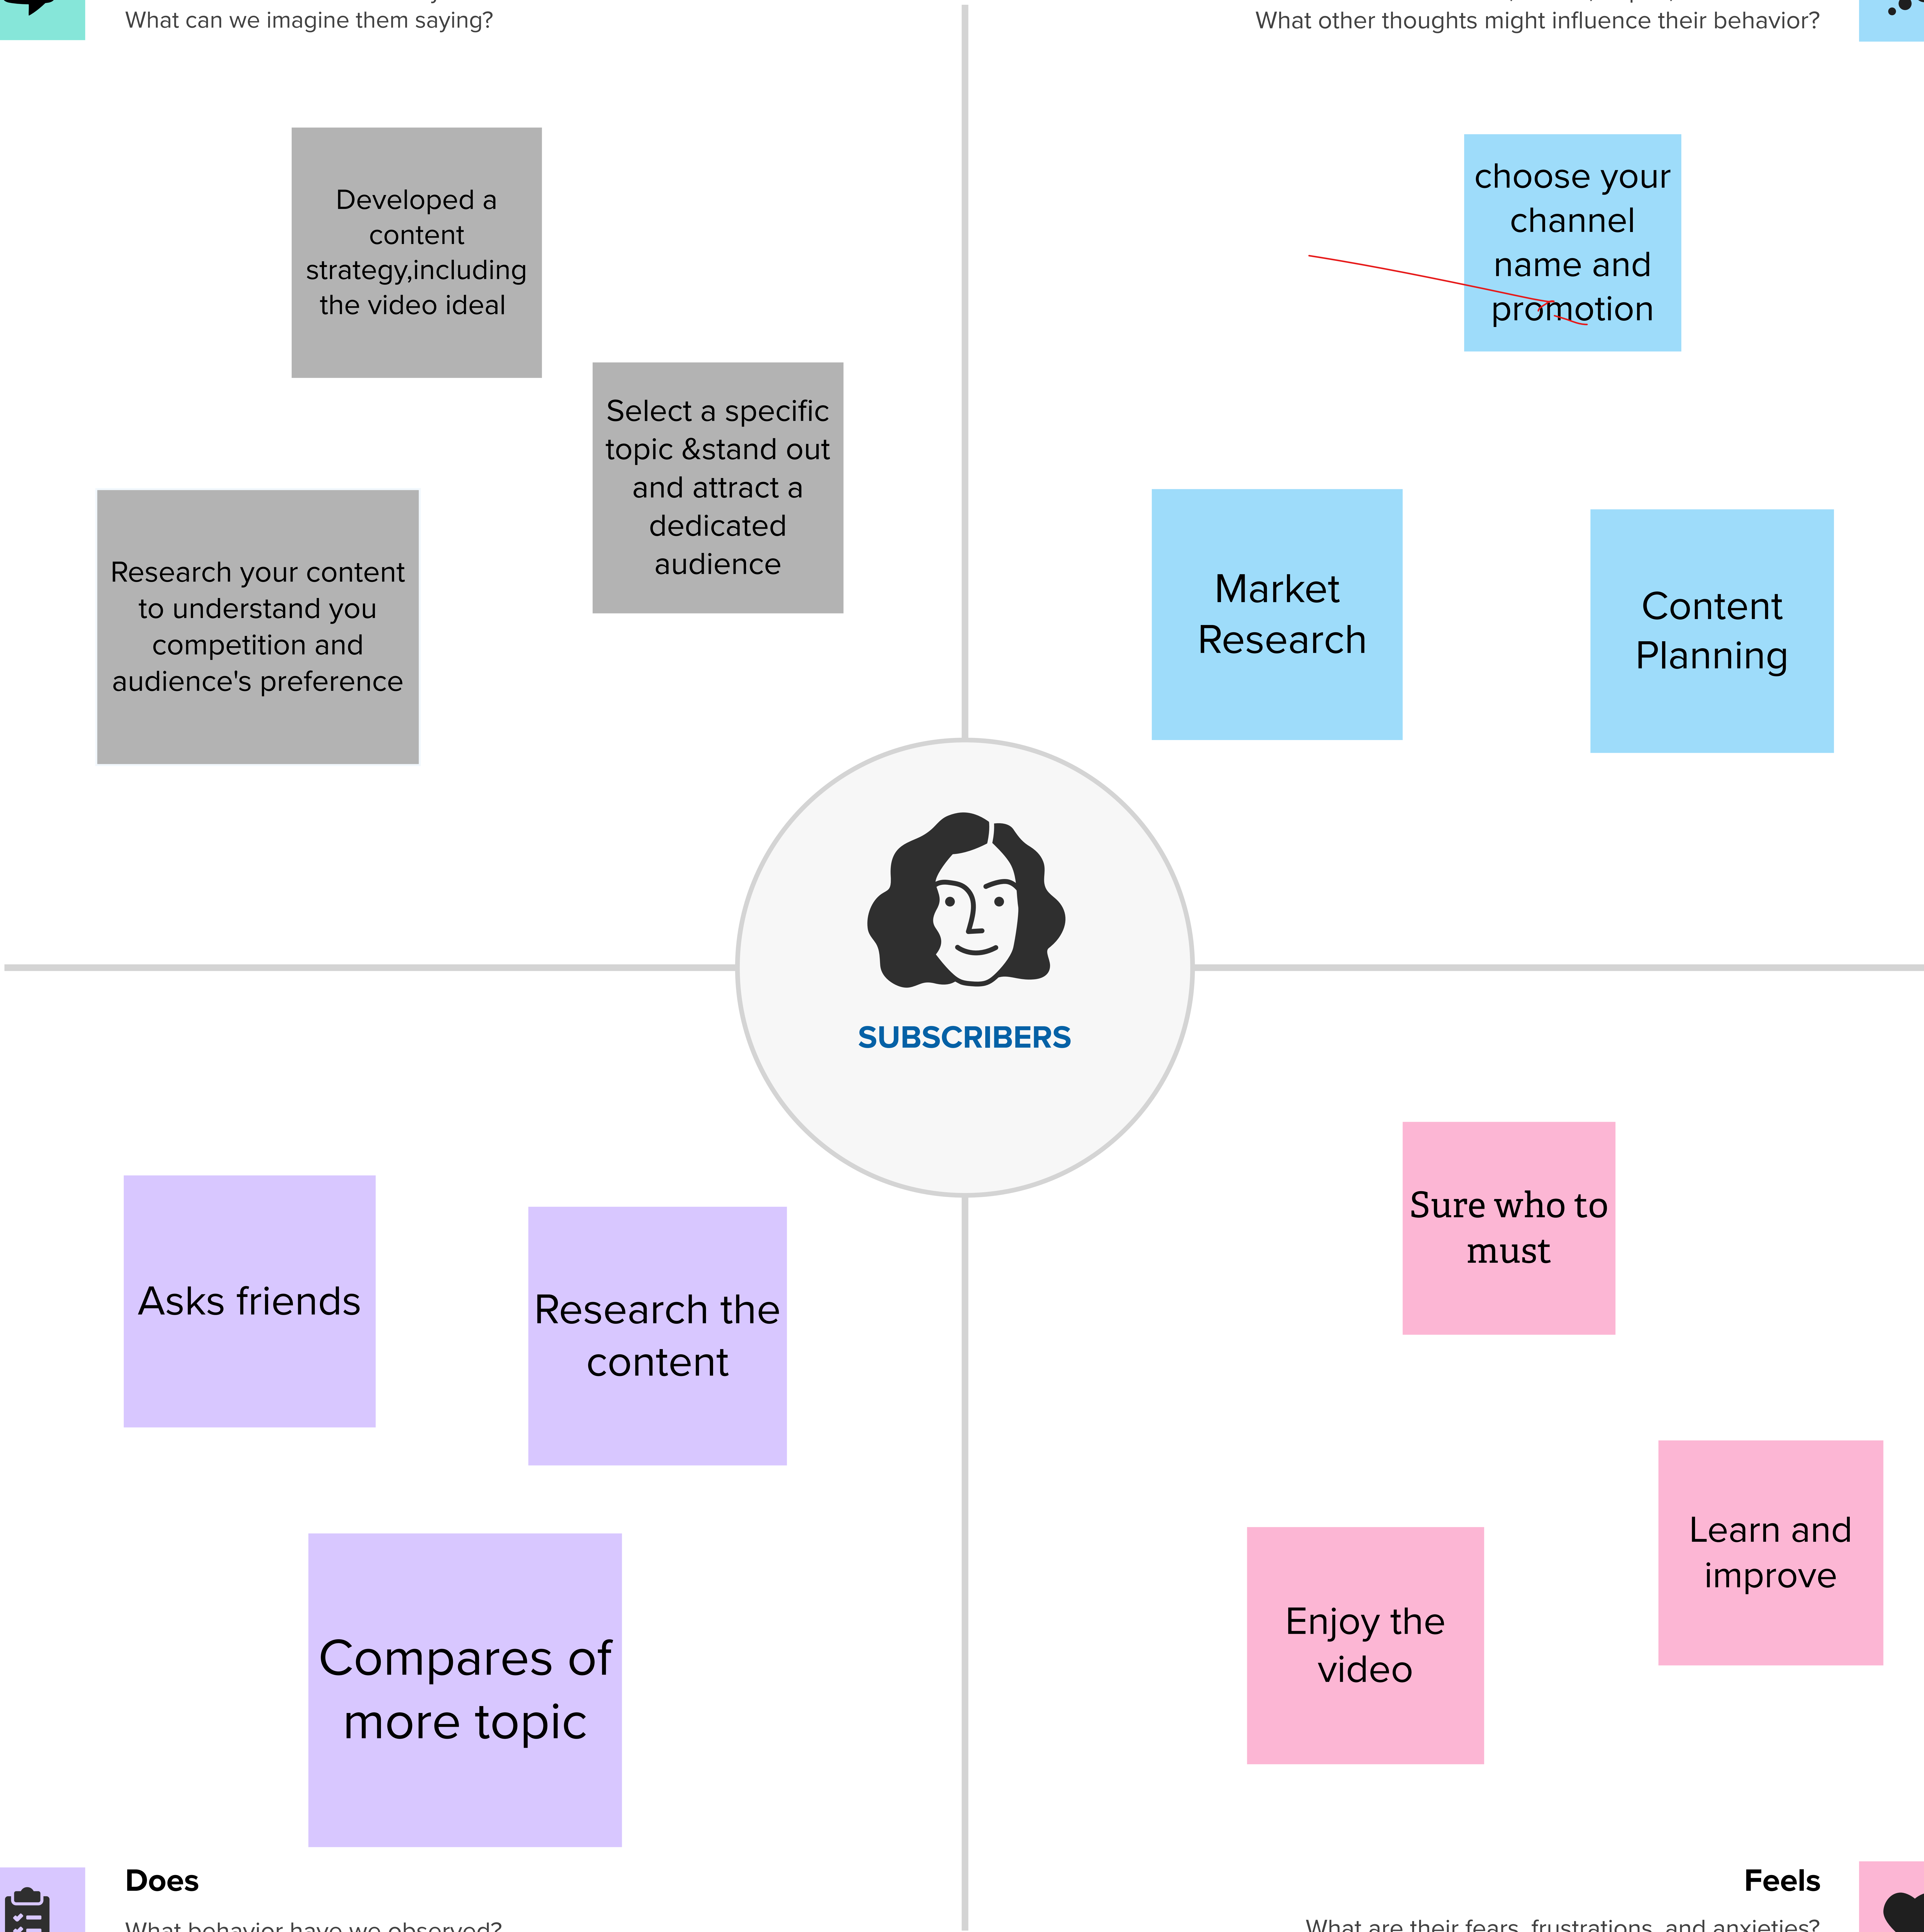 What can we imagine them saying?
What other thoughts might influence their behavior?
Developed a
content
strategy,including
the video ideal
Select a specific
topic &stand out
and attract a
dedicated
audience
Research your content
to understand you
competition and
audience's preference
choose your
channel
name and
promotion
Market
Research
Content
Planning
SUBSCRIBERS
Asks friends
Research the
content
Compares of
more topic
Sure who to
must
Learn and
improve
Enjoy the
video
Does
What behavior have we observed?
Feels
What are their fears, frustrations, and anxieties?